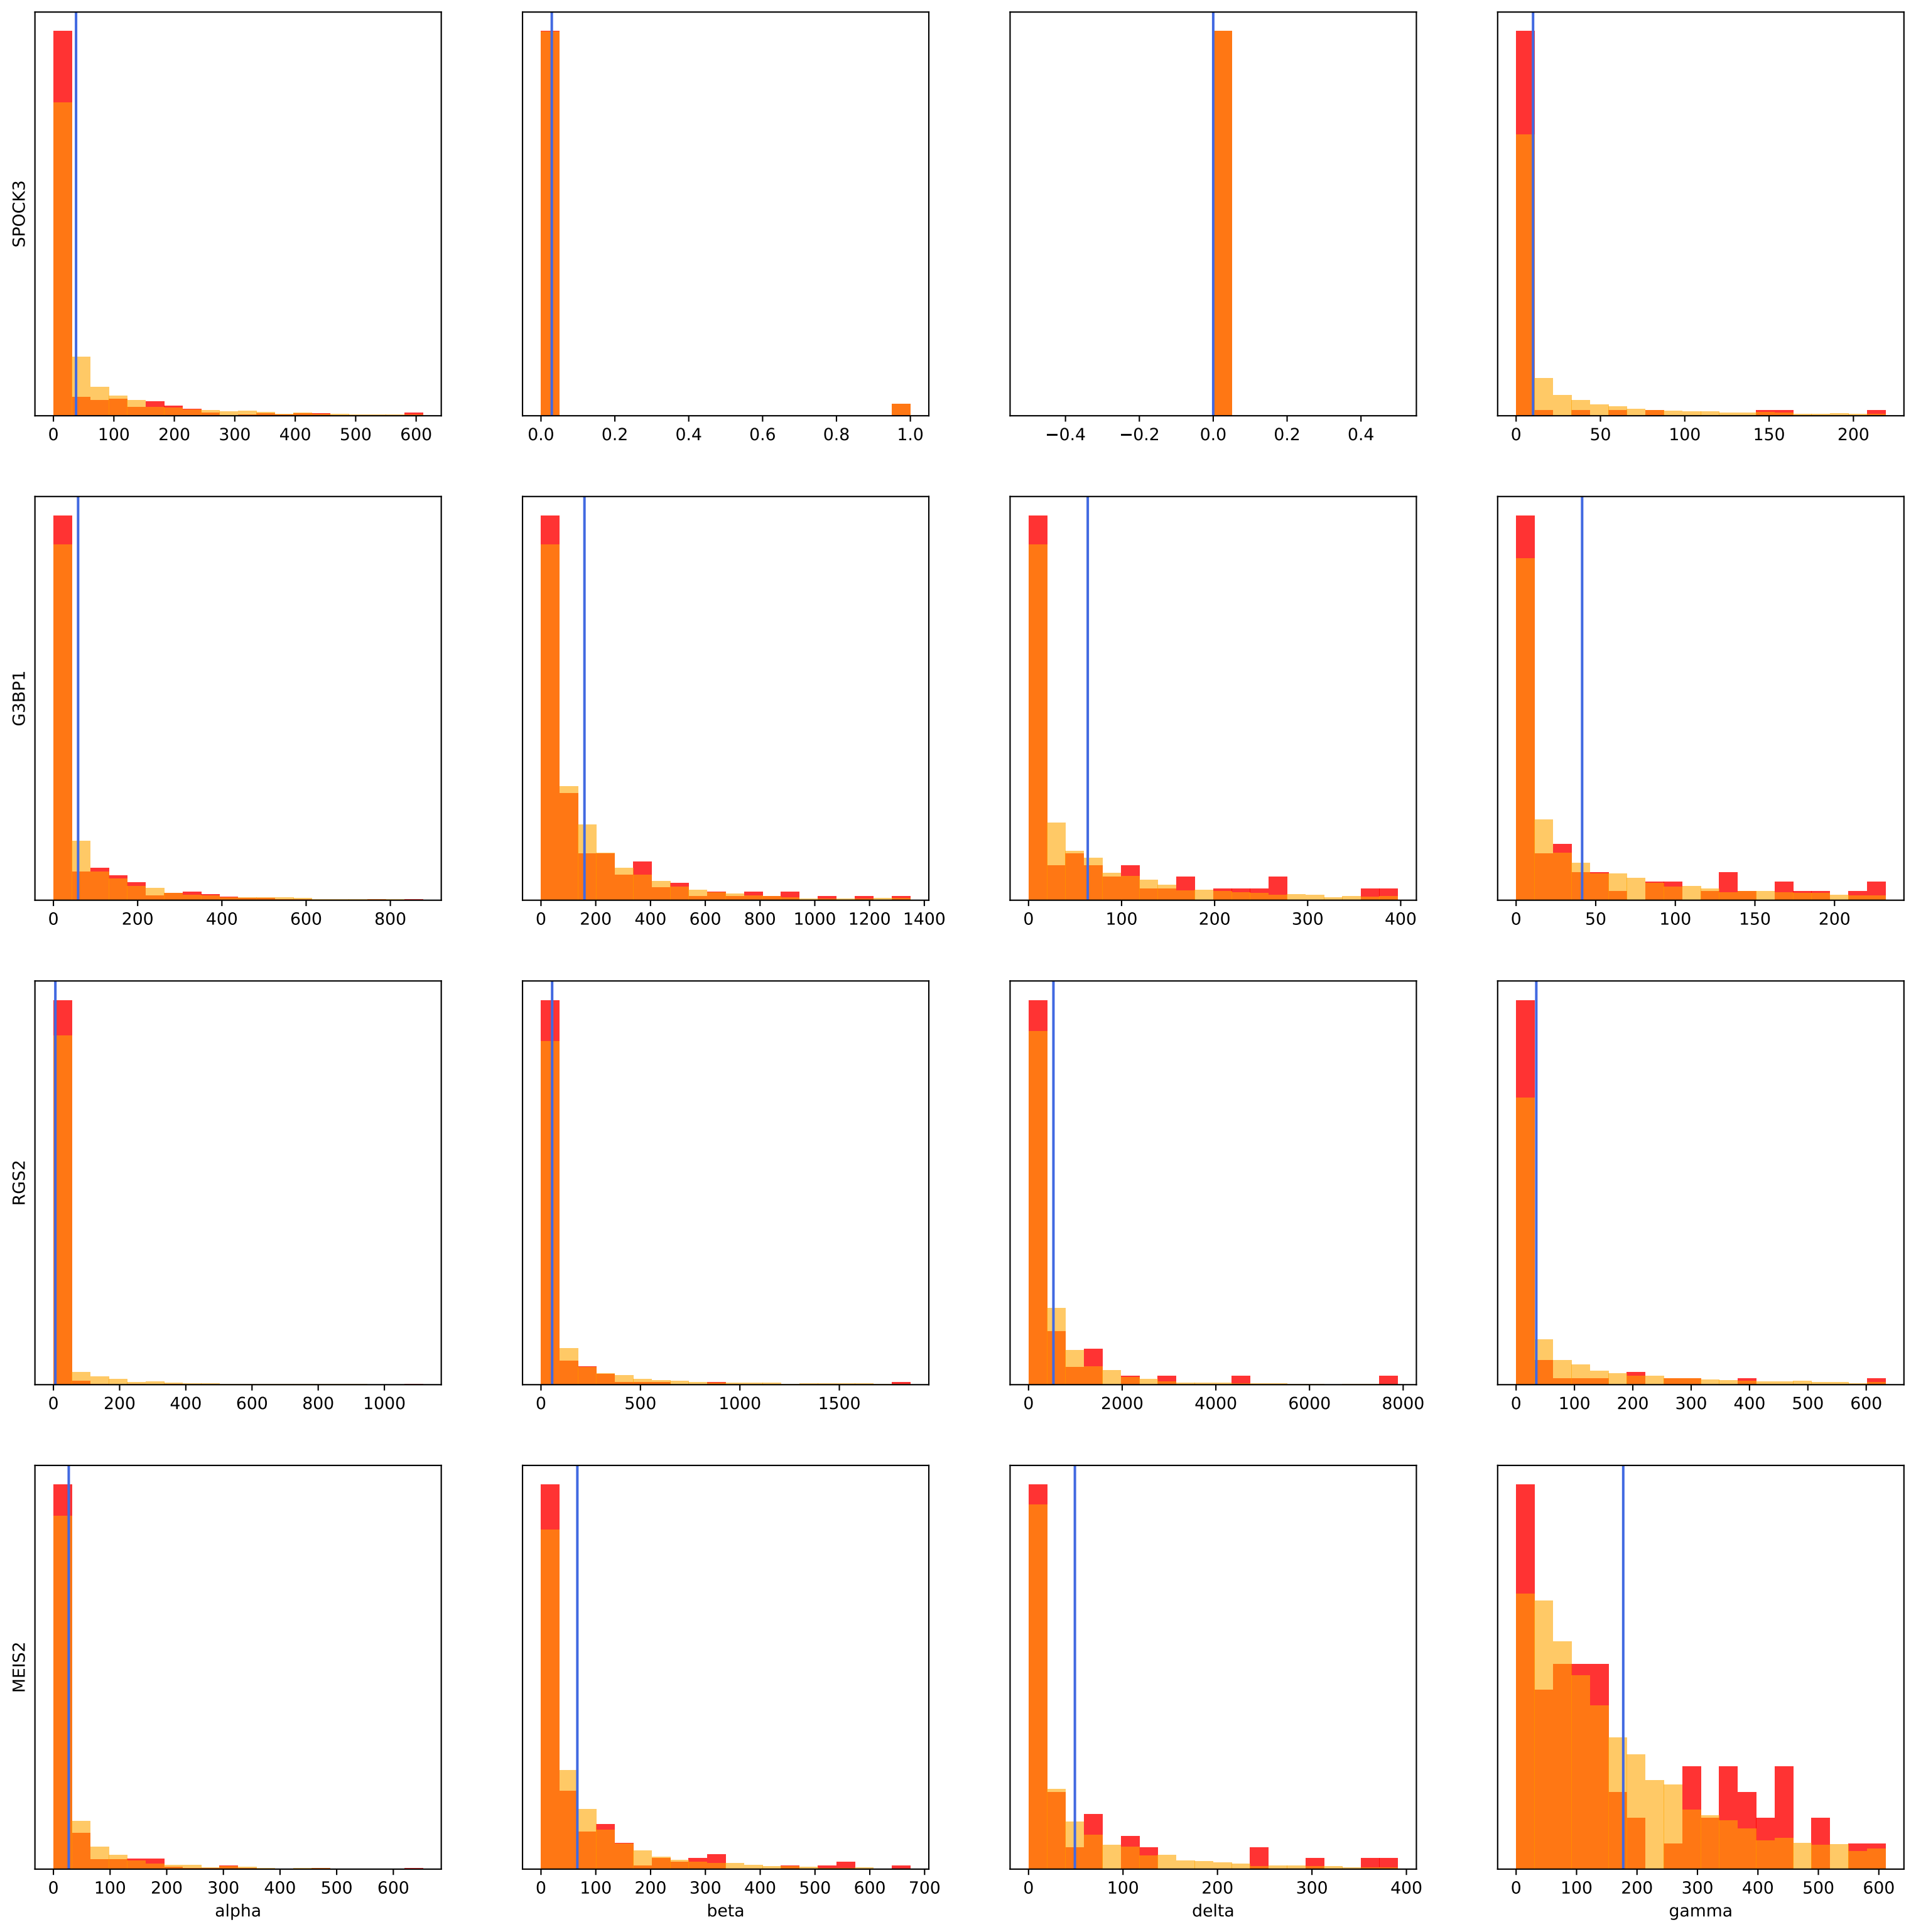 SPOCK3
0 100 200 300 400 500 600
0.0 0.2 0.4 0.6 0.8 1.0
−0.4 −0.2 0.0 0.2 0.4
0 50 100 150 200
G3BP1
0 200 400 600 800
0 200 400 600 800 1000 1200 1400
0 100 200 300 400
0 50 100 150 200
RGS2
0 200 400 600 800 1000
0 500 1000 1500
0 2000 4000 6000 8000
0 100 200 300 400 500 600
MEIS2
0 100 200 300 400 500 600
0 100 200 300 400 500 600 700
0 100 200 300 400
0 100 200 300 400 500 600
alpha
beta
delta
gamma